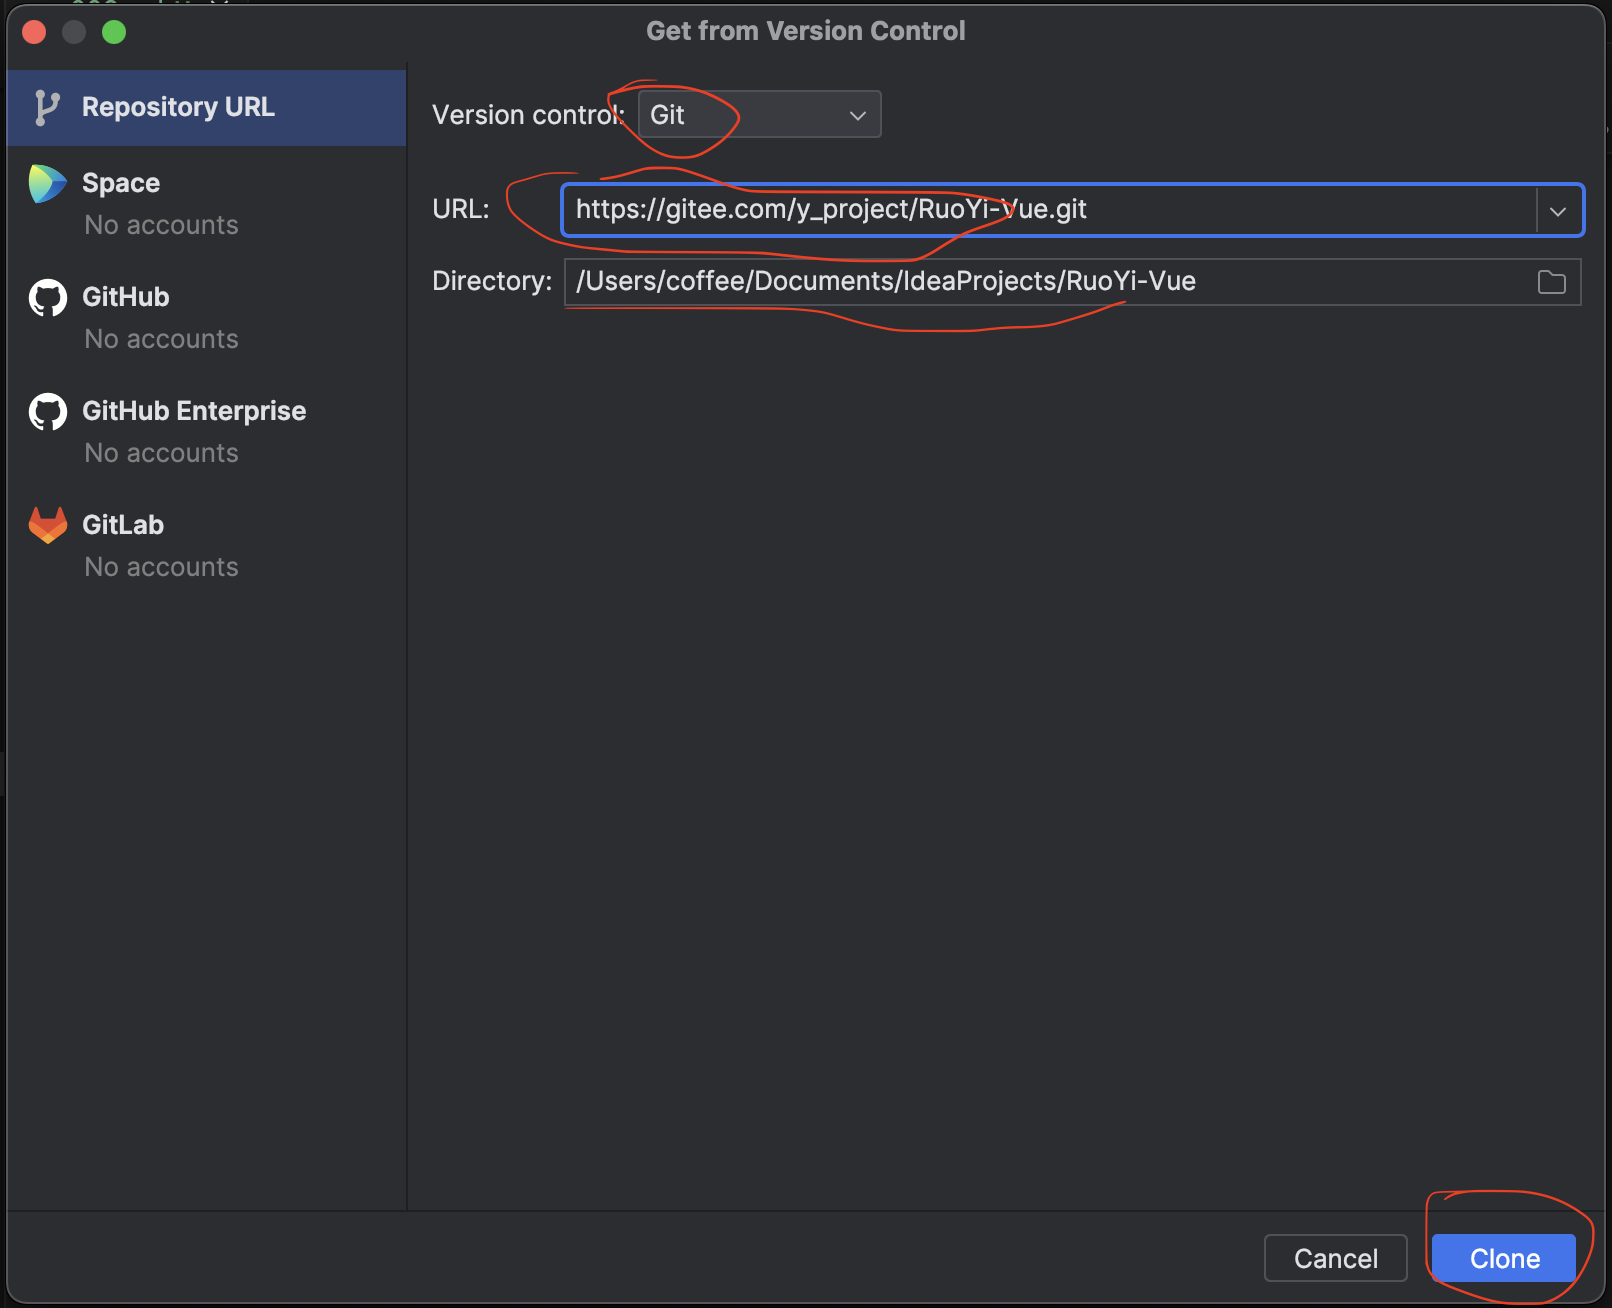 Get from Version Control
Repository URL
Space
No accounts
GitHub
No accounts
GitHub Enterprise
No accounts
GitLab
No accounts
Version control: Git
URL: https://gitee.com/y_project/RuoYi-Vue.git
Directory: /Users/coffee/Documents/IdeaProjects/RuoYi-Vue
Cancel Clone